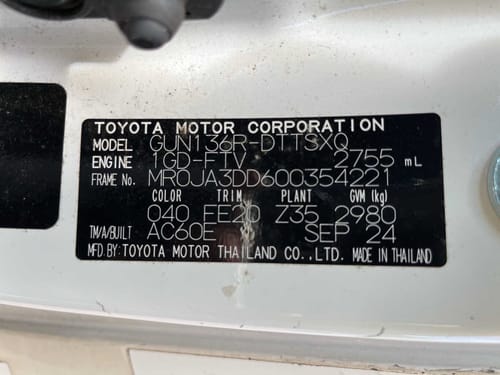 TOYOTA MOTOR CORPORATION
MODEL GUN136R-DTTSXQ
ENGINE 1GD-FTV 2755 mL
FRAME No. MR0JA3DD600354221
COLOR TRIM PLANT GVM (kg)
040 FE20 Z35 2980
TM/A/BUILT AC60E SEP 24
MFD.BY TOYOTA MOTOR THAILAND CO.,LTD. MADE IN THAILAND